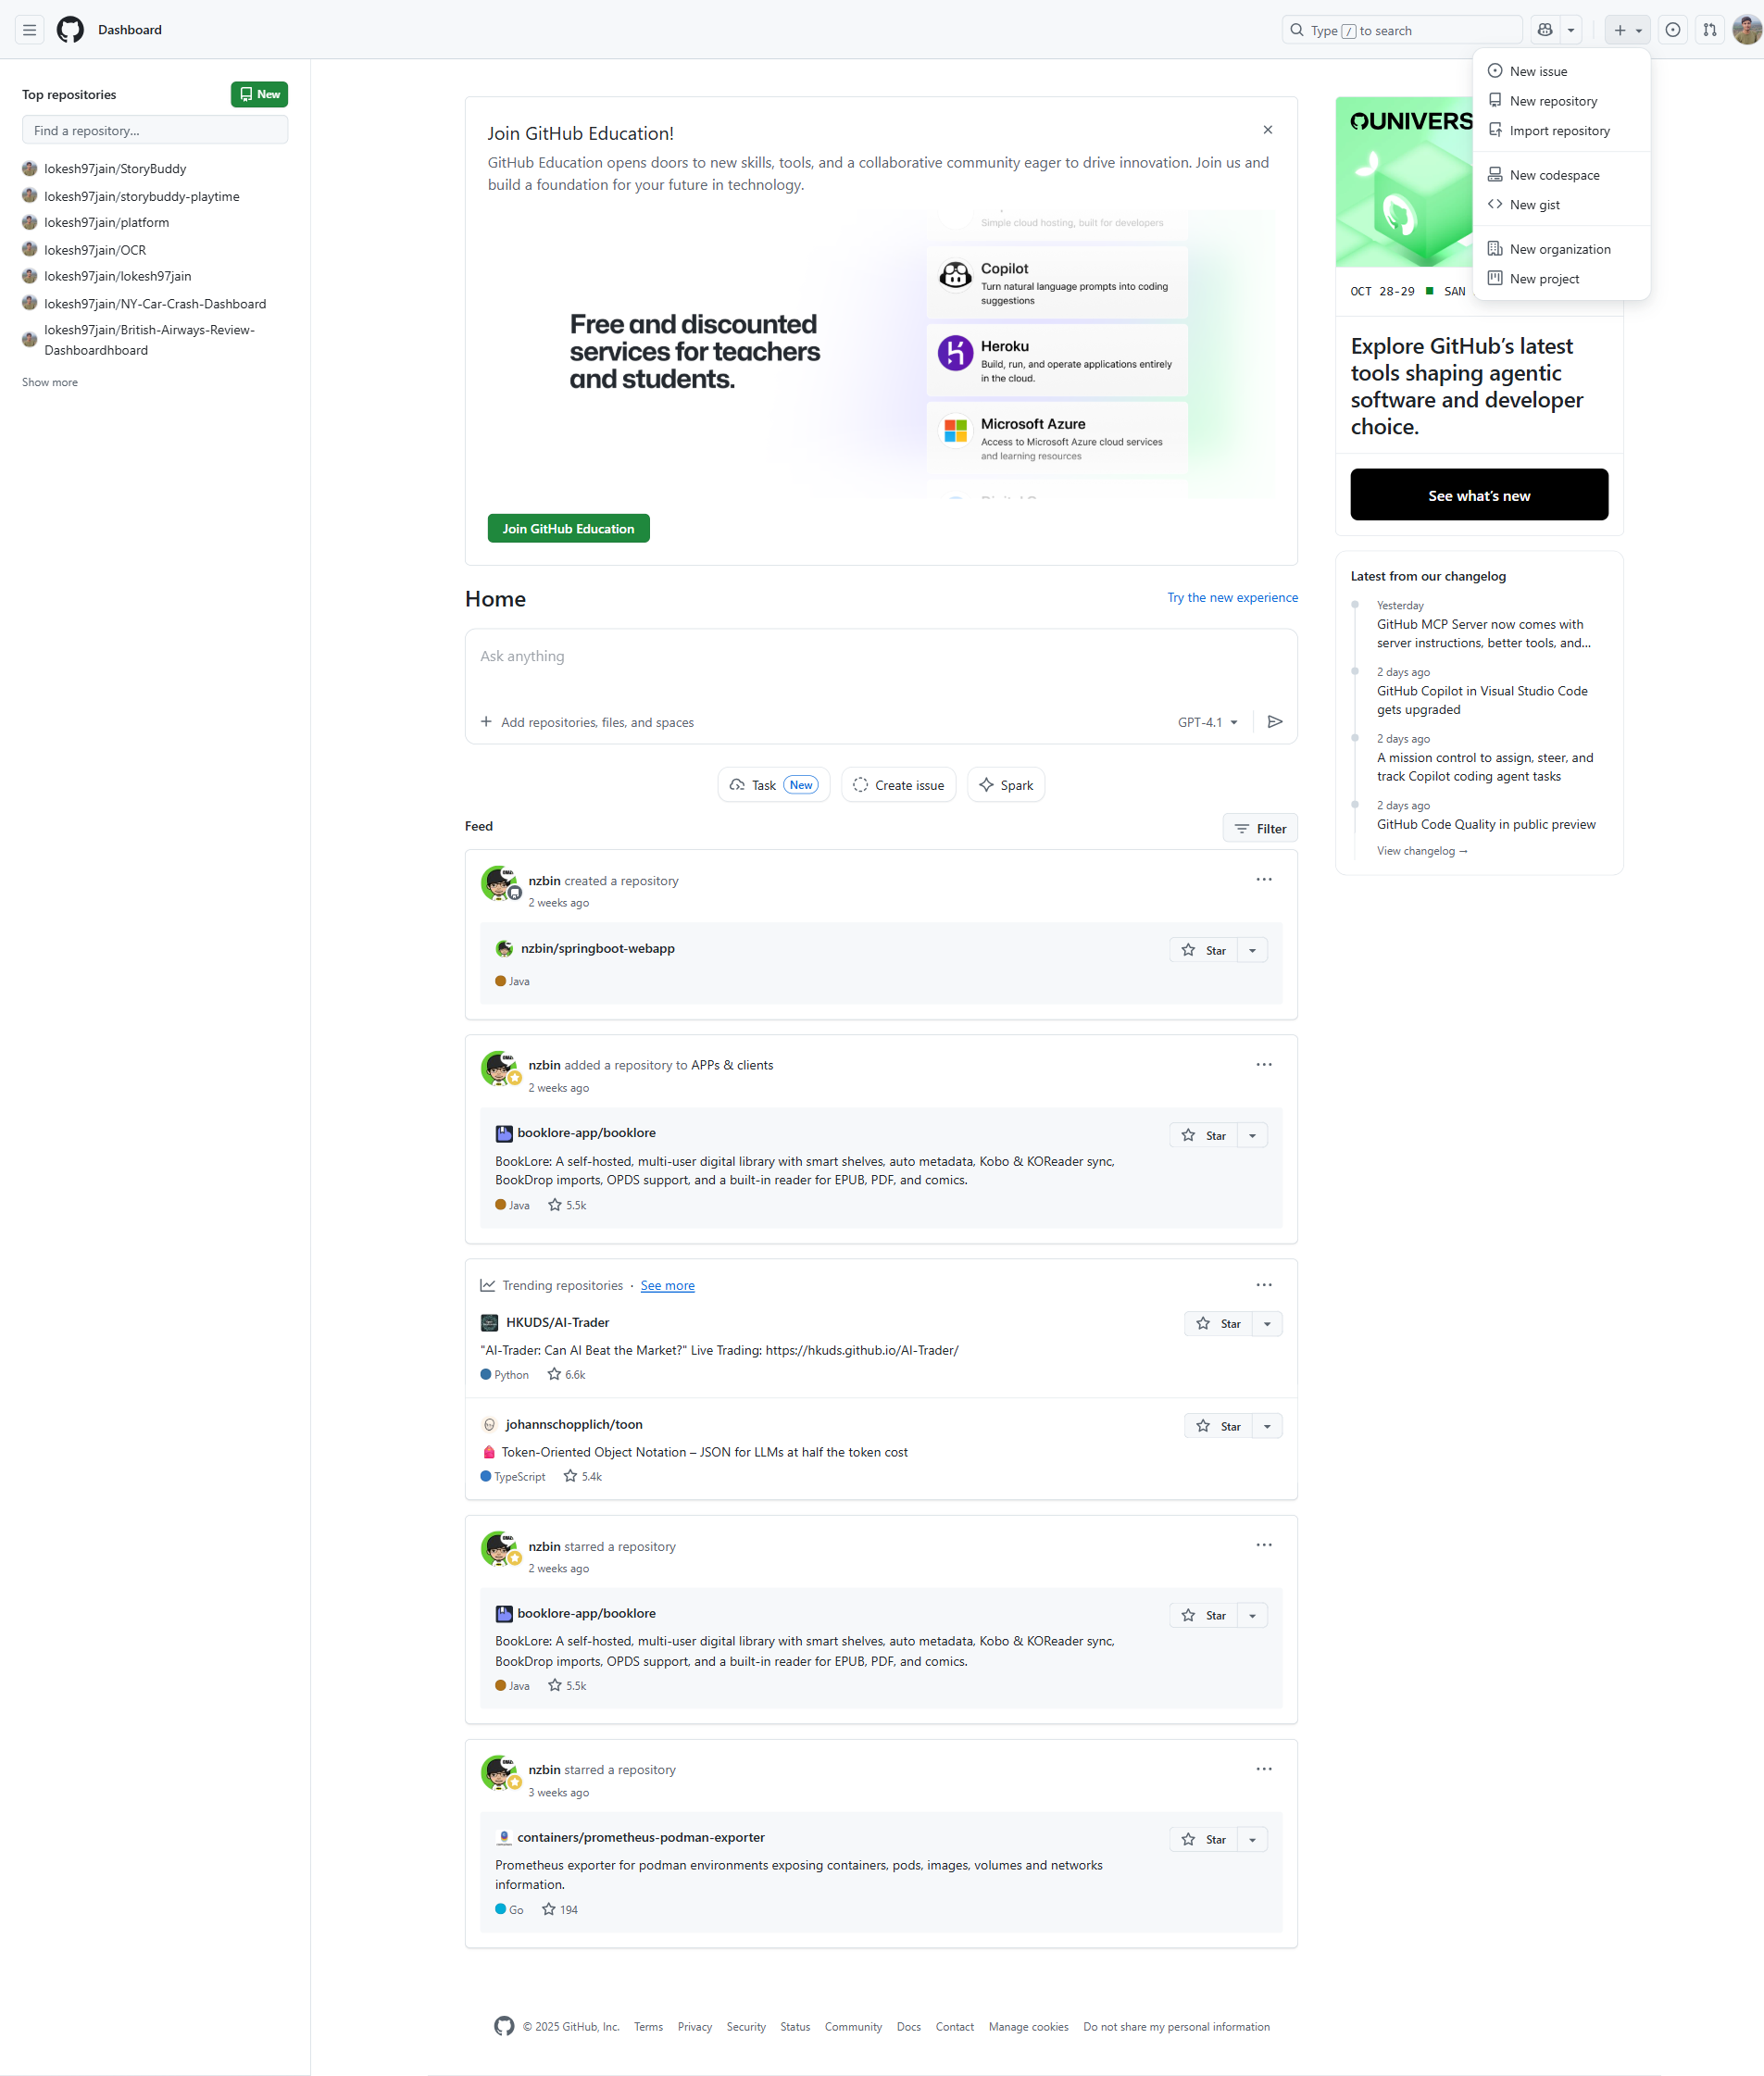 Dashboard
Type / to search
New issue
New repository
Import repository
New codespace
New gist
New organization
New project
Top repositories
New
Find a repository...
lokesh97jain/StoryBuddy
lokesh97jain/storybuddy-playtime
lokesh97jain/platform
lokesh97jain/OCR
lokesh97jain/lokesh97jain
lokesh97jain/NY-Car-Crash-Dashboard
lokesh97jain/British-Airways-Review-
Dashboardhboard
Show more
Join GitHub Education!
GitHub Education opens doors to new skills, tools, and a collaborative community eager to drive innovation. Join us and
build a foundation for your future in technology.
Free and discounted
services for teachers
and students.
Simple cloud hosting, built for developers
Copilot
Turn natural language prompts into coding
suggestions
Heroku
Build, run, and operate applications entirely
in the cloud.
Microsoft Azure
Access to Microsoft Azure cloud services
and learning resources
Join GitHub Education
Home
Try the new experience
Ask anything
Add repositories, files, and spaces
GPT-4.1
Task New
Create issue
Spark
Feed
Filter
nzbin created a repository
2 weeks ago
nzbin/springboot-webapp
Star
Java
nzbin added a repository to APPs & clients
2 weeks ago
booklore-app/booklore
Star
BookLore: A self-hosted, multi-user digital library with smart shelves, auto metadata, Kobo & KOReader sync,
BookDrop imports, OPDS support, and a built-in reader for EPUB, PDF, and comics.
Java 5.5k
Trending repositories · See more
HKUDS/AI-Trader
Star
"AI-Trader: Can AI Beat the Market?" Live Trading: https://hkuds.github.io/AI-Trader/
Python 6.6k
johannschopplich/toon
Star
Token-Oriented Object Notation – JSON for LLMs at half the token cost
TypeScript 5.4k
nzbin starred a repository
2 weeks ago
booklore-app/booklore
Star
BookLore: A self-hosted, multi-user digital library with smart shelves, auto metadata, Kobo & KOReader sync,
BookDrop imports, OPDS support, and a built-in reader for EPUB, PDF, and comics.
Java 5.5k
nzbin starred a repository
3 weeks ago
containers/prometheus-podman-exporter
Star
Prometheus exporter for podman environments exposing containers, pods, images, volumes and networks
information.
Go 194
UNIVERS
OCT 28-29 SAN
Explore GitHub’s latest
tools shaping agentic
software and developer
choice.
See what’s new
Latest from our changelog
Yesterday
GitHub MCP Server now comes with
server instructions, better tools, and...
2 days ago
GitHub Copilot in Visual Studio Code
gets upgraded
2 days ago
A mission control to assign, steer, and
track Copilot coding agent tasks
2 days ago
GitHub Code Quality in public preview
View changelog →
© 2025 GitHub, Inc. Terms Privacy Security Status Community Docs Contact Manage cookies Do not share my personal information